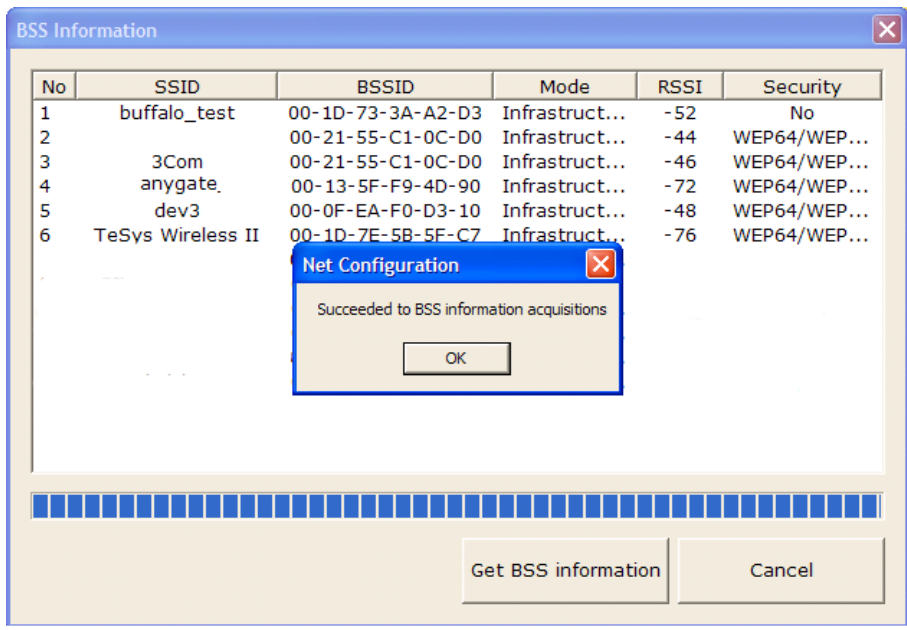 BSS Information
No SSID BSSID Mode RSSI Security
1 buffalo_test 00-1D-73-3A-A2-D3 Infrastruct... -52 No
2 00-21-55-C1-0C-D0 Infrastruct... -44 WEP64/WEP...
3 3Com 00-21-55-C1-0C-D0 Infrastruct... -46 WEP64/WEP...
4 anygate 00-13-5F-F9-4D-90 Infrastruct... -72 WEP64/WEP...
5 dev3 00-0F-EA-F0-D3-10 Infrastruct... -48 WEP64/WEP...
6 TeSys Wireless II 00-1D-7E-5B-5F-C7 Infrastruct... -76 WEP64/WEP...
Net Configuration
Succeeded to BSS information acquisitions
OK
Get BSS information Cancel